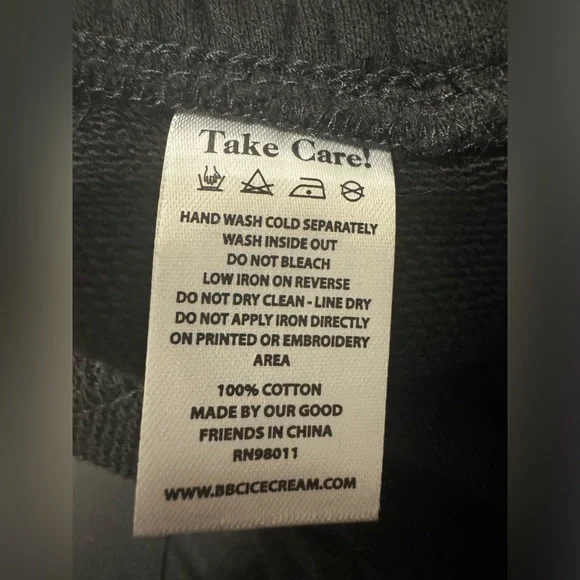 Take Care!
HAND WASH COLD SEPARATELY
WASH INSIDE OUT
DO NOT BLEACH
LOW IRON ON REVERSE
DO NOT DRY CLEAN - LINE DRY
DO NOT APPLY IRON DIRECTLY
ON PRINTED OR EMBROIDERY
AREA
100% COTTON
MADE BY OUR GOOD
FRIENDS IN CHINA
RN98011
WWW.BBCICECREAM.COM